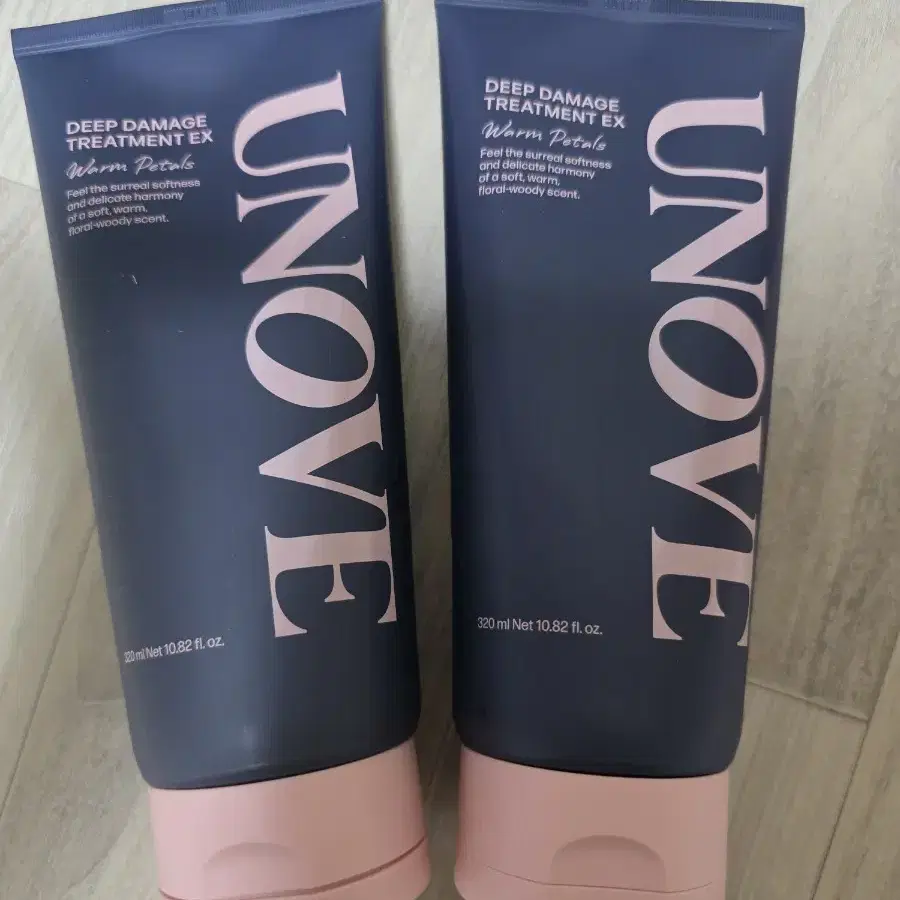 DEEP DAMAGE
TREATMENT EX
Warm Petals
Feel the surreal softness
and delicate harmony
of a soft, warm,
floral-woody scent.
UNOVE
320 ml Net 10.82 fl. oz.
DEEP DAMAGE
TREATMENT EX
Warm Petals
Feel the surreal softness
and delicate harmony
of a soft, warm,
floral-woody scent.
UNOVE
320 ml Net 10.82 fl. oz.